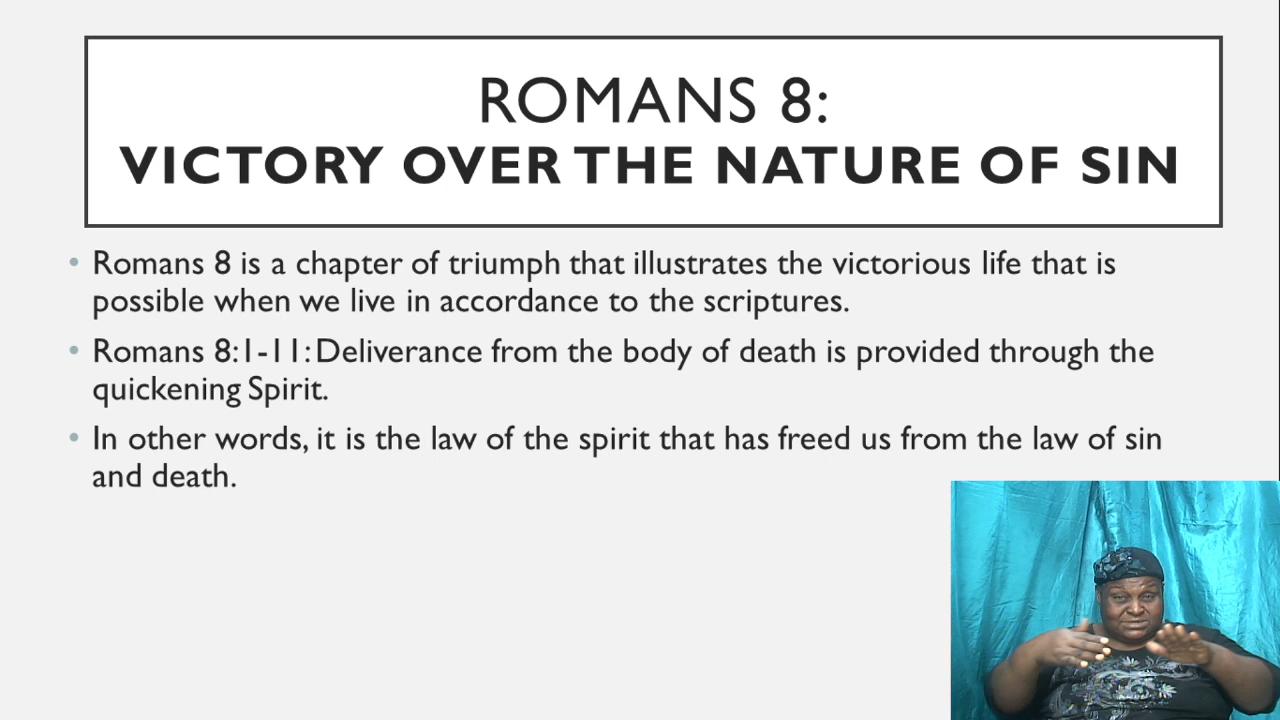 ROMANS 8:
VICTORY OVER THE NATURE OF SIN
• Romans 8 is a chapter of triumph that illustrates the victorious life that is
possible when we live in accordance to the scriptures.
• Romans 8:1-11: Deliverance from the body of death is provided through the
quickening Spirit.
• In other words, it is the law of the spirit that has freed us from the law of sin
and death.